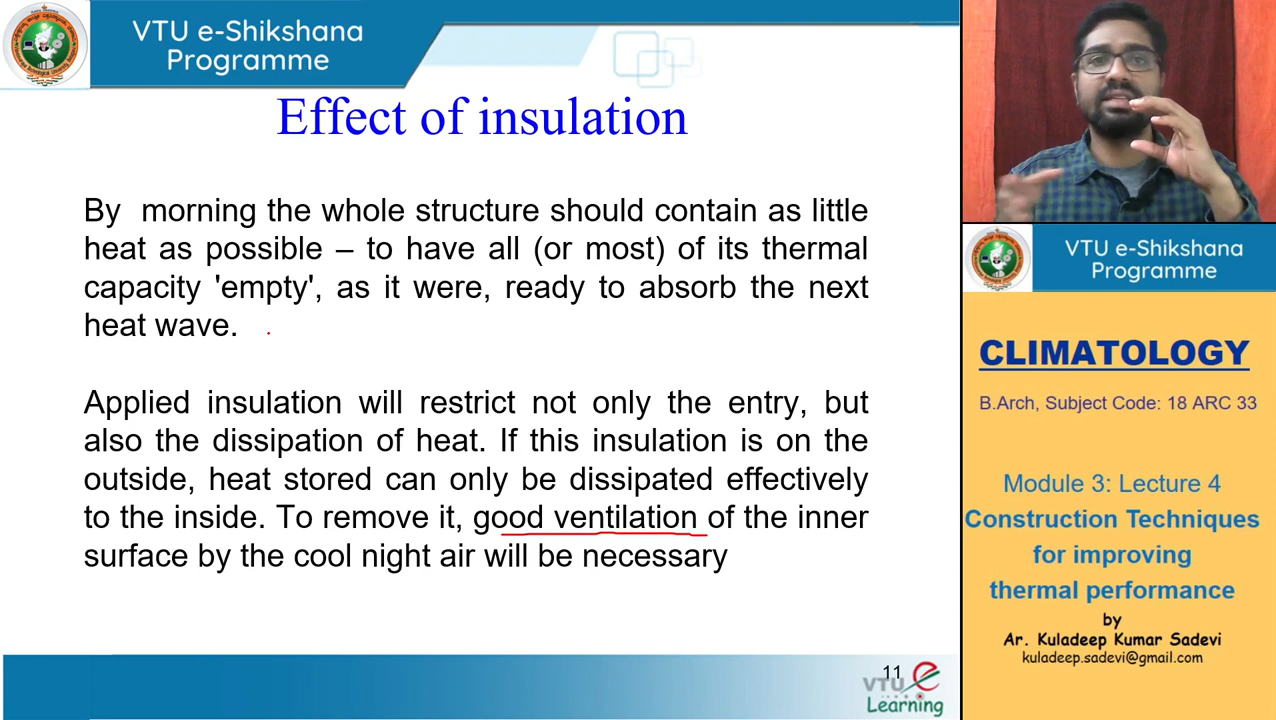 VTU e-Shikshana
Programme
Effect of insulation
By morning the whole structure should contain as little
heat as possible – to have all (or most) of its thermal
capacity 'empty', as it were, ready to absorb the next
heat wave.
Applied insulation will restrict not only the entry, but
also the dissipation of heat. If this insulation is on the
outside, heat stored can only be dissipated effectively
to the inside. To remove it, good ventilation of the inner
surface by the cool night air will be necessary
11
VTU e
Learning
VTU e-Shikshana
Programme
CLIMATOLOGY
B.Arch, Subject Code: 18 ARC 33
Module 3: Lecture 4
Construction Techniques
for improving
thermal performance
by
Ar. Kuladeep Kumar Sadevi
kuladeep.sadevi@gmail.com